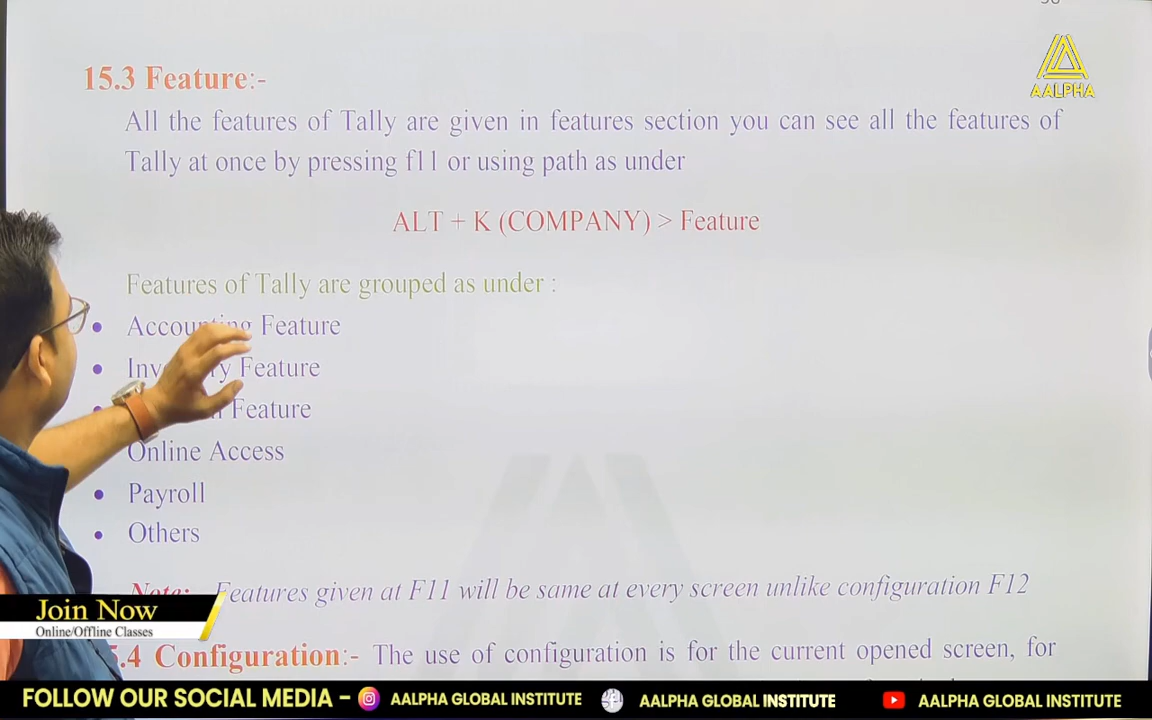 AALPHA
15.3 Feature:-
All the features of Tally are given in features section you can see all the features of
Tally at once by pressing f11 or using path as under
ALT + K (COMPANY) > Feature
Features of Tally are grouped as under :
• Accounting Feature
• Feature
Feature
Online Access
• Payroll
• Others
Note: Features given at F11 will be same at every screen unlike configuration F12
Join Now
Online/Offline Classes
.4 Configuration:- The use of configuration is for the current opened screen, for
FOLLOW OUR SOCIAL MEDIA - AALPHA GLOBAL INSTITUTE AALPHA GLOBAL INSTITUTE AALPHA GLOBAL INSTITUTE